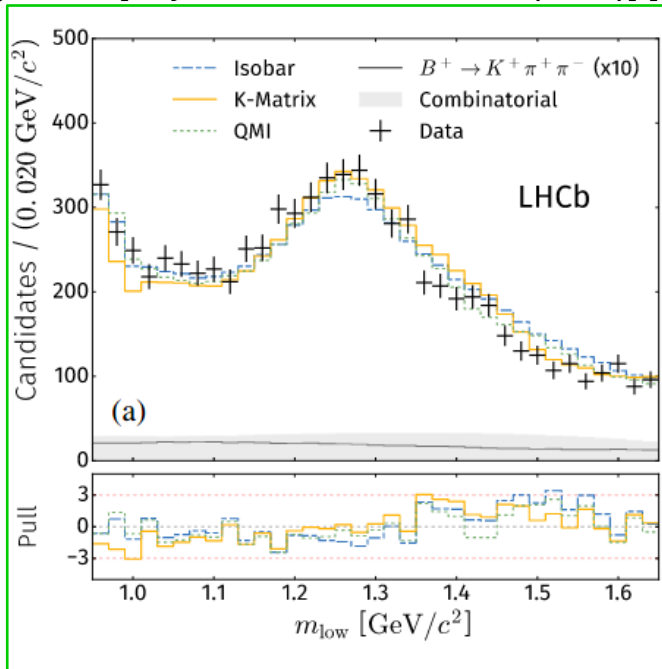 500
400
300
200
100
0
Candidates / (0.020 GeV/c²)
Isobar
K-Matrix
QMI
B⁺ → K⁺π⁺π⁻ (x10)
Combinatorial
Data
LHCb
(a)
3
0
−3
Pull
1.0 1.1 1.2 1.3 1.4 1.5 1.6
m_low [GeV/c²]